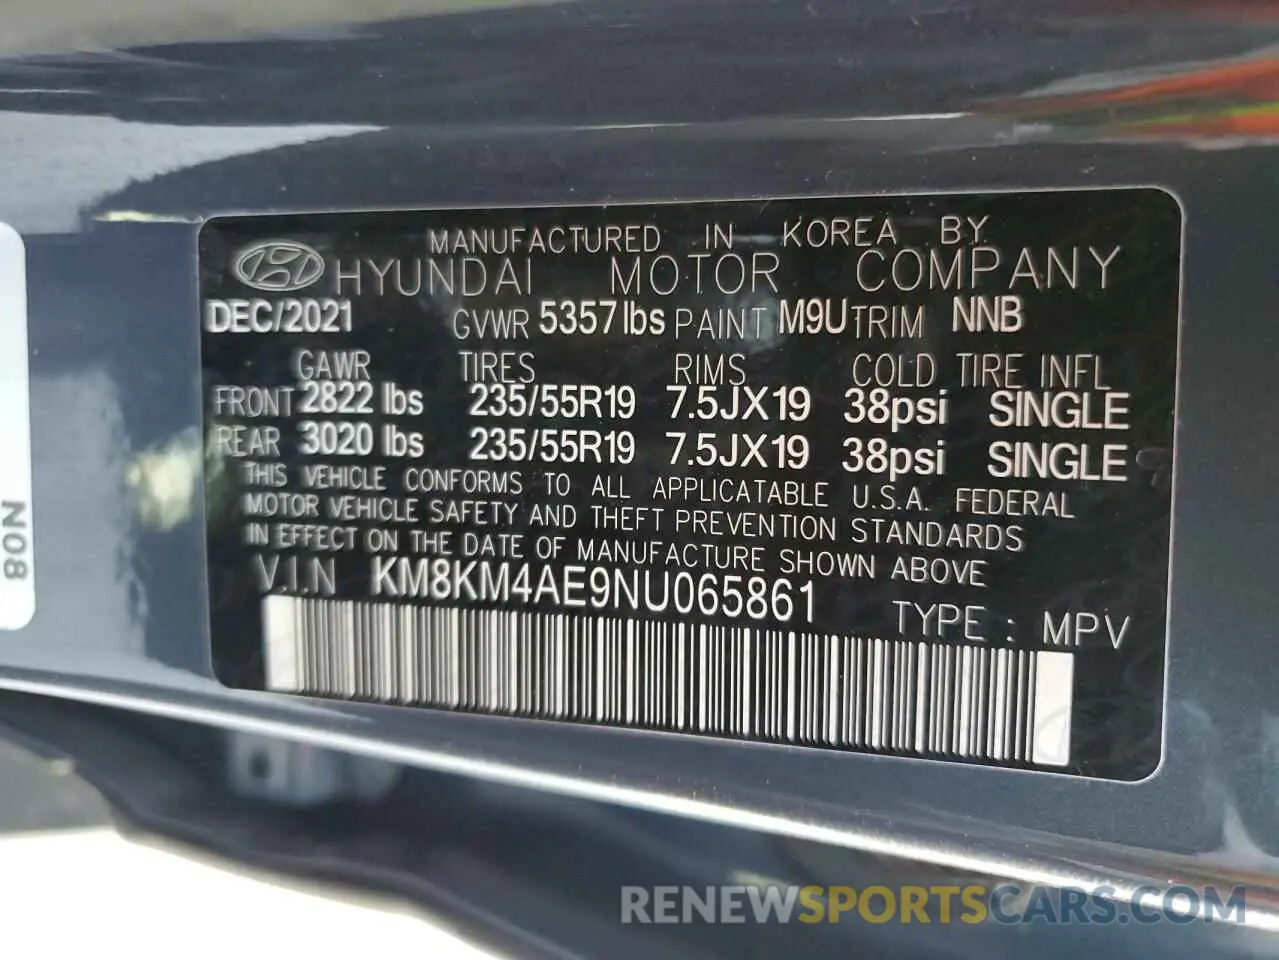 MANUFACTURED IN KOREA BY
HYUNDAI MOTOR COMPANY
DEC/2021 GVWR 5357 lbs PAINT M9U TRIM NNB
GAWR TIRES RIMS COLD TIRE INFL
FRONT 2822 lbs 235/55R19 7.5JX19 38psi SINGLE
REAR 3020 lbs 235/55R19 7.5JX19 38psi SINGLE
THIS VEHICLE CONFORMS TO ALL APPLICATABLE U.S.A. FEDERAL
MOTOR VEHICLE SAFETY AND THEFT PREVENTION STANDARDS
IN EFFECT ON THE DATE OF MANUFACTURE SHOWN ABOVE
V.I.N KM8KM4AE9NU065861 TYPE : MPV
N08
RENEWSPORTSCARS.COM